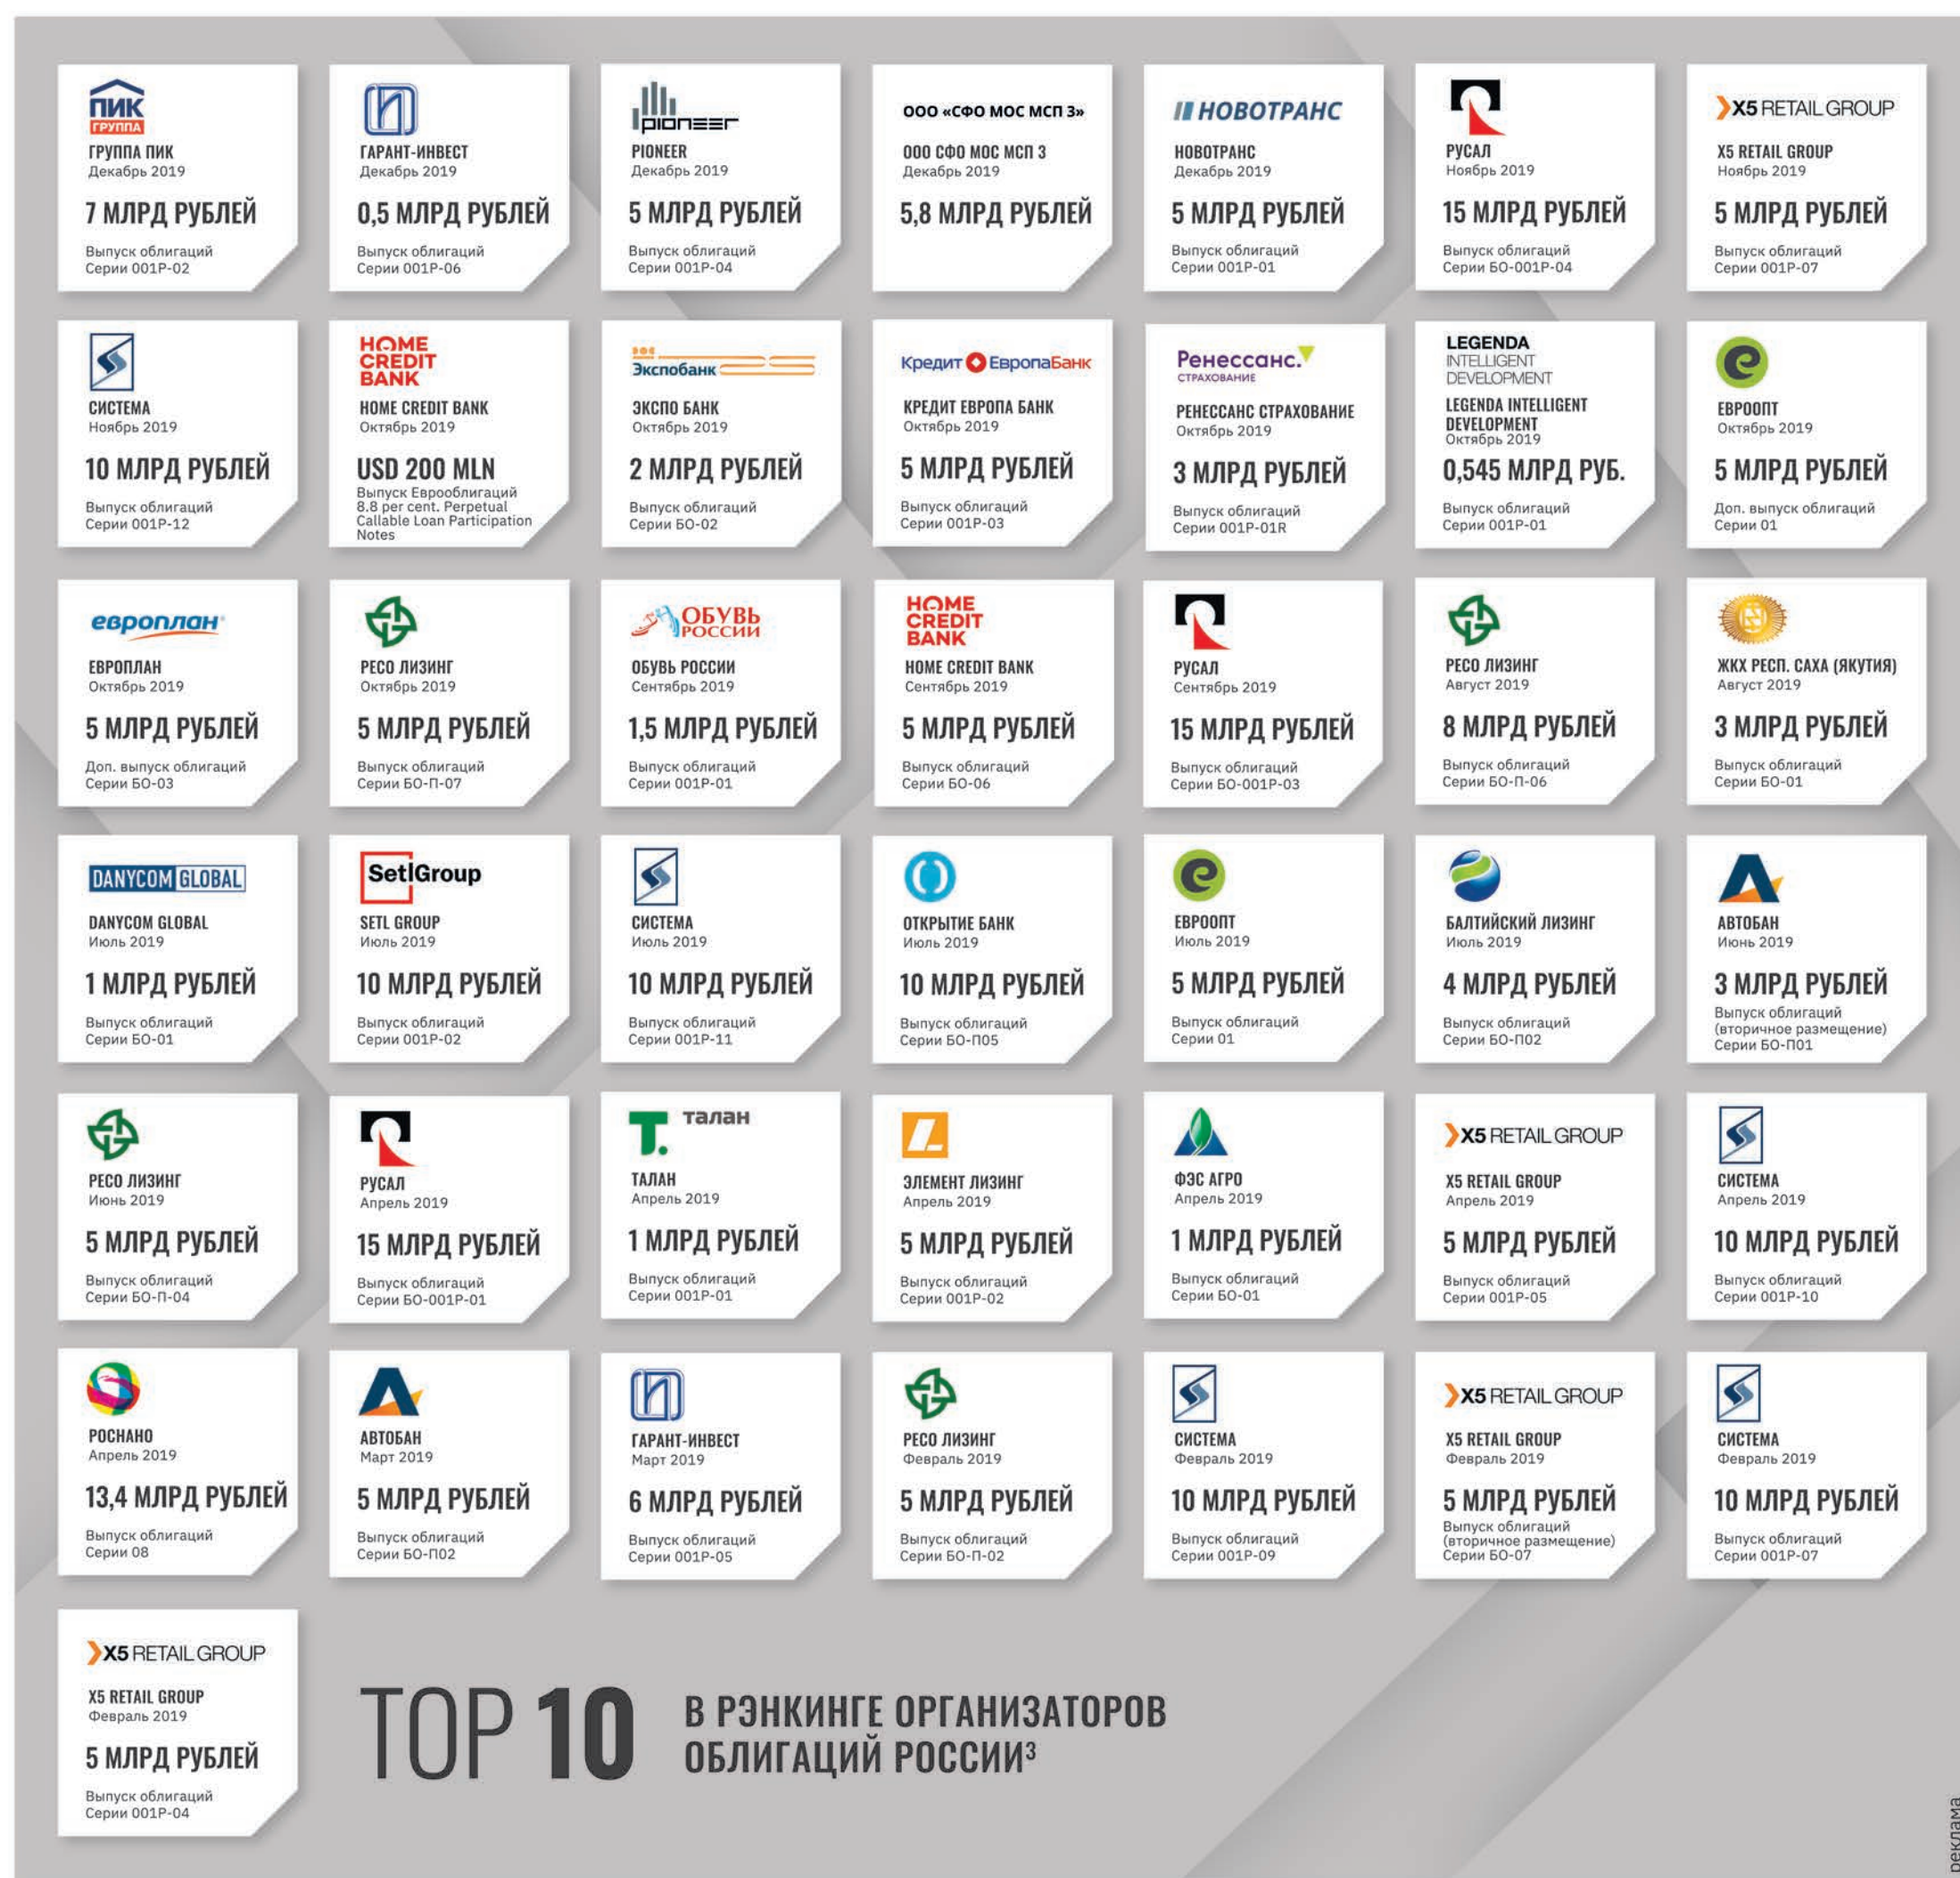 ПИК
ГРУППА
ГРУППА ПИК
Декабрь 2019
7 МЛРД РУБЛЕЙ
Выпуск облигаций
Серии 001P-02
ГАРАНТ-ИНВЕСТ
Декабрь 2019
0,5 МЛРД РУБЛЕЙ
Выпуск облигаций
Серии 001P-06
PIONEER
PIONEER
Декабрь 2019
5 МЛРД РУБЛЕЙ
Выпуск облигаций
Серии 001P-04
ООО «СФО МОС МСП 3»
ООО СФО МОС МСП 3
Декабрь 2019
5,8 МЛРД РУБЛЕЙ
НОВОТРАНС
НОВОТРАНС
Декабрь 2019
5 МЛРД РУБЛЕЙ
Выпуск облигаций
Серии 001P-01
РУСАЛ
Ноябрь 2019
15 МЛРД РУБЛЕЙ
Выпуск облигаций
Серии БО-001P-04
X5 RETAIL GROUP
X5 RETAIL GROUP
Ноябрь 2019
5 МЛРД РУБЛЕЙ
Выпуск облигаций
Серии 001P-07
СИСТЕМА
Ноябрь 2019
10 МЛРД РУБЛЕЙ
Выпуск облигаций
Серии 001P-12
HOME
CREDIT
BANK
HOME CREDIT BANK
Октябрь 2019
USD 200 MLN
Выпуск Еврооблигаций
8.8 per cent. Perpetual
Callable Loan Participation
Notes
Экспобанк
ЭКСПО БАНК
Октябрь 2019
2 МЛРД РУБЛЕЙ
Выпуск облигаций
Серии БО-02
Кредит ЕвропаБанк
КРЕДИТ ЕВРОПА БАНК
Октябрь 2019
5 МЛРД РУБЛЕЙ
Выпуск облигаций
Серии 001P-03
Ренессанс.
СТРАХОВАНИЕ
РЕНЕССАНС СТРАХОВАНИЕ
Октябрь 2019
3 МЛРД РУБЛЕЙ
Выпуск облигаций
Серии 001P-01R
LEGENDA
INTELLIGENT
DEVELOPMENT
LEGENDA INTELLIGENT
DEVELOPMENT
Октябрь 2019
0,545 МЛРД РУБ.
Выпуск облигаций
Серии 001P-01
ЕВРООПТ
Октябрь 2019
5 МЛРД РУБЛЕЙ
Доп. выпуск облигаций
Серии 01
европлан
ЕВРОПЛАН
Октябрь 2019
5 МЛРД РУБЛЕЙ
Доп. выпуск облигаций
Серии БО-03
РЕСО ЛИЗИНГ
Октябрь 2019
5 МЛРД РУБЛЕЙ
Выпуск облигаций
Серии БО-П-07
ОБУВЬ
РОССИИ
ОБУВЬ РОССИИ
Сентябрь 2019
1,5 МЛРД РУБЛЕЙ
Выпуск облигаций
Серии 001P-01
HOME
CREDIT
BANK
HOME CREDIT BANK
Сентябрь 2019
5 МЛРД РУБЛЕЙ
Выпуск облигаций
Серии БО-06
РУСАЛ
Сентябрь 2019
15 МЛРД РУБЛЕЙ
Выпуск облигаций
Серии БО-001P-03
РЕСО ЛИЗИНГ
Август 2019
8 МЛРД РУБЛЕЙ
Выпуск облигаций
Серии БО-П-06
ЖКХ РЕСП. САХА (ЯКУТИЯ)
Август 2019
3 МЛРД РУБЛЕЙ
Выпуск облигаций
Серии БО-01
DANYCOM GLOBAL
DANYCOM GLOBAL
Июль 2019
1 МЛРД РУБЛЕЙ
Выпуск облигаций
Серии БО-01
SetlGroup
SETL GROUP
Июль 2019
10 МЛРД РУБЛЕЙ
Выпуск облигаций
Серии 001P-02
СИСТЕМА
Июль 2019
10 МЛРД РУБЛЕЙ
Выпуск облигаций
Серии 001P-11
ОТКРЫТИЕ БАНК
Июль 2019
10 МЛРД РУБЛЕЙ
Выпуск облигаций
Серии БО-П05
ЕВРООПТ
Июль 2019
5 МЛРД РУБЛЕЙ
Выпуск облигаций
Серии 01
БАЛТИЙСКИЙ ЛИЗИНГ
Июль 2019
4 МЛРД РУБЛЕЙ
Выпуск облигаций
Серии БО-П02
АВТОБАН
Июнь 2019
3 МЛРД РУБЛЕЙ
Выпуск облигаций
(вторичное размещение)
Серии БО-П01
РЕСО ЛИЗИНГ
Июнь 2019
5 МЛРД РУБЛЕЙ
Выпуск облигаций
Серии БО-П-04
РУСАЛ
Апрель 2019
15 МЛРД РУБЛЕЙ
Выпуск облигаций
Серии БО-001P-01
Т. талан
ТАЛАН
Апрель 2019
1 МЛРД РУБЛЕЙ
Выпуск облигаций
Серии 001P-01
ЭЛЕМЕНТ ЛИЗИНГ
Апрель 2019
5 МЛРД РУБЛЕЙ
Выпуск облигаций
Серии 001P-02
ФЭС АГРО
Апрель 2019
1 МЛРД РУБЛЕЙ
Выпуск облигаций
Серии БО-01
X5 RETAIL GROUP
X5 RETAIL GROUP
Апрель 2019
5 МЛРД РУБЛЕЙ
Выпуск облигаций
Серии 001P-05
СИСТЕМА
Апрель 2019
10 МЛРД РУБЛЕЙ
Выпуск облигаций
Серии 001P-10
РОСНАНО
Апрель 2019
13,4 МЛРД РУБЛЕЙ
Выпуск облигаций
Серии 08
АВТОБАН
Март 2019
5 МЛРД РУБЛЕЙ
Выпуск облигаций
Серии БО-П02
ГАРАНТ-ИНВЕСТ
Март 2019
6 МЛРД РУБЛЕЙ
Выпуск облигаций
Серии 001P-05
РЕСО ЛИЗИНГ
Февраль 2019
5 МЛРД РУБЛЕЙ
Выпуск облигаций
Серии БО-П-02
СИСТЕМА
Февраль 2019
10 МЛРД РУБЛЕЙ
Выпуск облигаций
Серии 001P-09
X5 RETAIL GROUP
X5 RETAIL GROUP
Февраль 2019
5 МЛРД РУБЛЕЙ
Выпуск облигаций
(вторичное размещение)
Серии БО-07
СИСТЕМА
Февраль 2019
10 МЛРД РУБЛЕЙ
Выпуск облигаций
Серии 001P-07
X5 RETAIL GROUP
X5 RETAIL GROUP
Февраль 2019
5 МЛРД РУБЛЕЙ
Выпуск облигаций
Серии 001P-04
TOP 10
В РЭНКИНГЕ ОРГАНИЗАТОРОВ
ОБЛИГАЦИЙ РОССИИ³
реклама